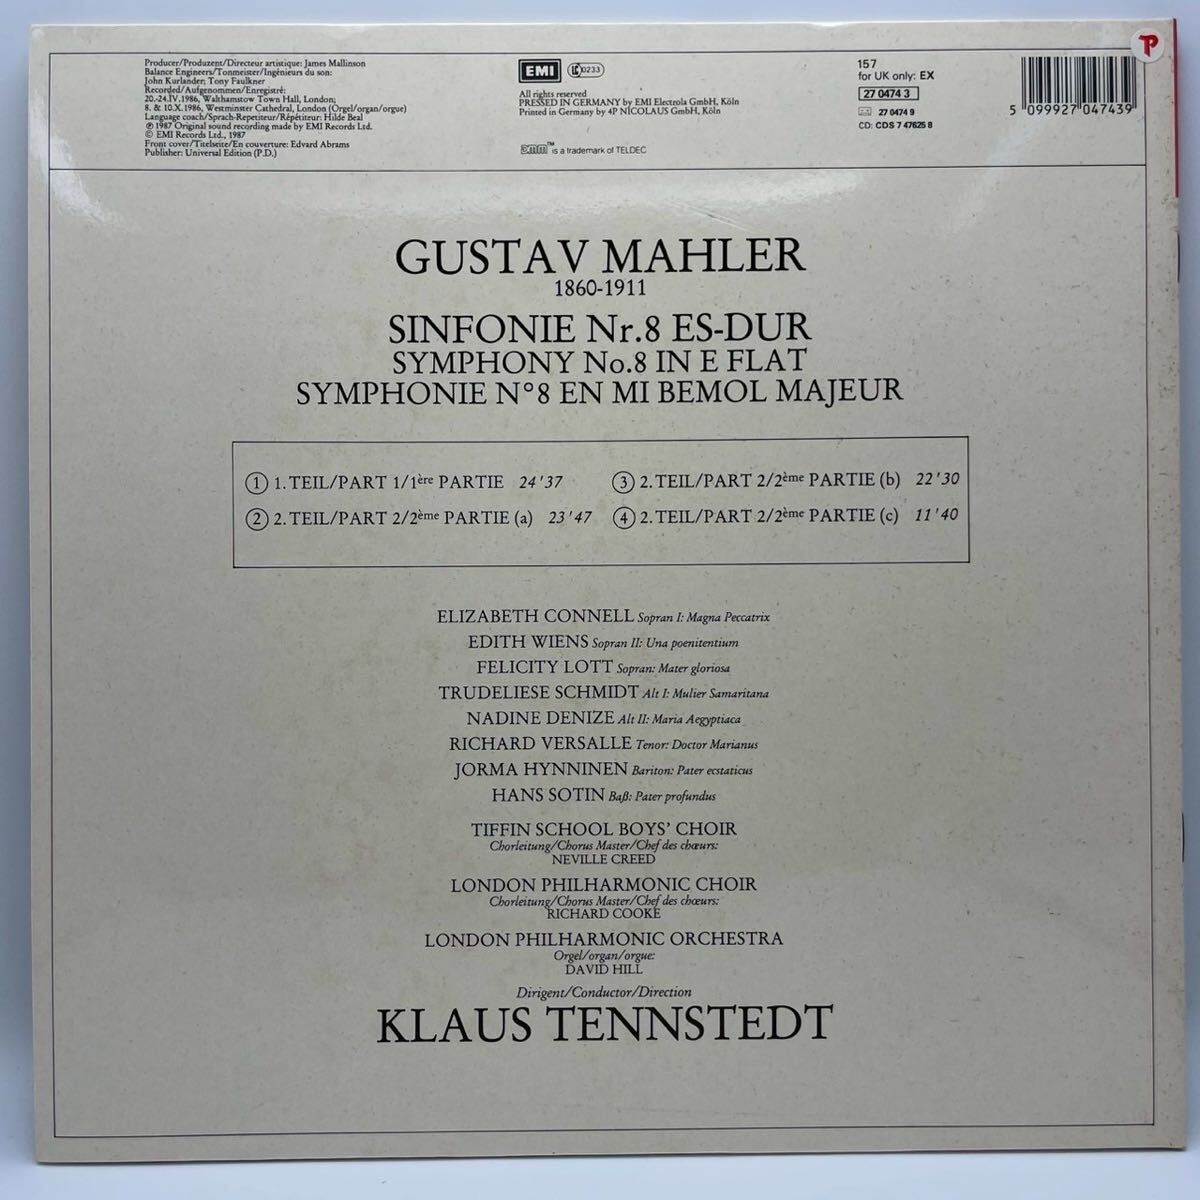 Producer/Produzent/Directeur artistique: James Mallinson
Balance Engineers/Tonmeister/Ingénieurs du son:
John Kurlander; Tony Faulkner
Recorded/Aufgenommen/Enregistré:
20.-24.IV.1986, Walthamstow Town Hall, London;
8. & 10.X.1986, Westminster Cathedral, London (Orgel/organ/orgue)
Language coach/Sprach-Repetiteur/Répétiteur: Hilde Beal
℗ 1987 Original sound recording made by EMI Records Ltd.
© EMI Records Ltd., 1987
Front cover/Titelseite/En couverture: Edvard Abrams
Publisher: Universal Edition (P.D.)
EMI LC 0233
All rights reserved
PRESSED IN GERMANY by EMI Electrola GmbH, Köln
Printed in Germany by 4P NICOLAUS GmbH, Köln
DMM™ is a trademark of TELDEC
157
for UK only: EX
27 0474 3
27 0474 9
CD: CDS 7 47625 8
5 099927 047439
P
GUSTAV MAHLER
1860-1911
SINFONIE Nr.8 ES-DUR
SYMPHONY No.8 IN E FLAT
SYMPHONIE N°8 EN MI BEMOL MAJEUR
① 1. TEIL/PART 1/1ère PARTIE 24'37
② 2. TEIL/PART 2/2ème PARTIE (a) 23'47
③ 2. TEIL/PART 2/2ème PARTIE (b) 22'30
④ 2. TEIL/PART 2/2ème PARTIE (c) 11'40
ELIZABETH CONNELL Sopran I: Magna Peccatrix
EDITH WIENS Sopran II: Una poenitentium
FELICITY LOTT Sopran: Mater gloriosa
TRUDELIESE SCHMIDT Alt I: Mulier Samaritana
NADINE DENIZE Alt II: Maria Aegyptiaca
RICHARD VERSALLE Tenor: Doctor Marianus
JORMA HYNNINEN Bariton: Pater ecstaticus
HANS SOTIN Baß: Pater profundus
TIFFIN SCHOOL BOYS' CHOIR
Chorleitung/Chorus Master/Chef des chœurs:
NEVILLE CREED
LONDON PHILHARMONIC CHOIR
Chorleitung/Chorus Master/Chef des chœurs:
RICHARD COOKE
LONDON PHILHARMONIC ORCHESTRA
Orgel/organ/orgue:
DAVID HILL
Dirigent/Conductor/Direction
KLAUS TENNSTEDT